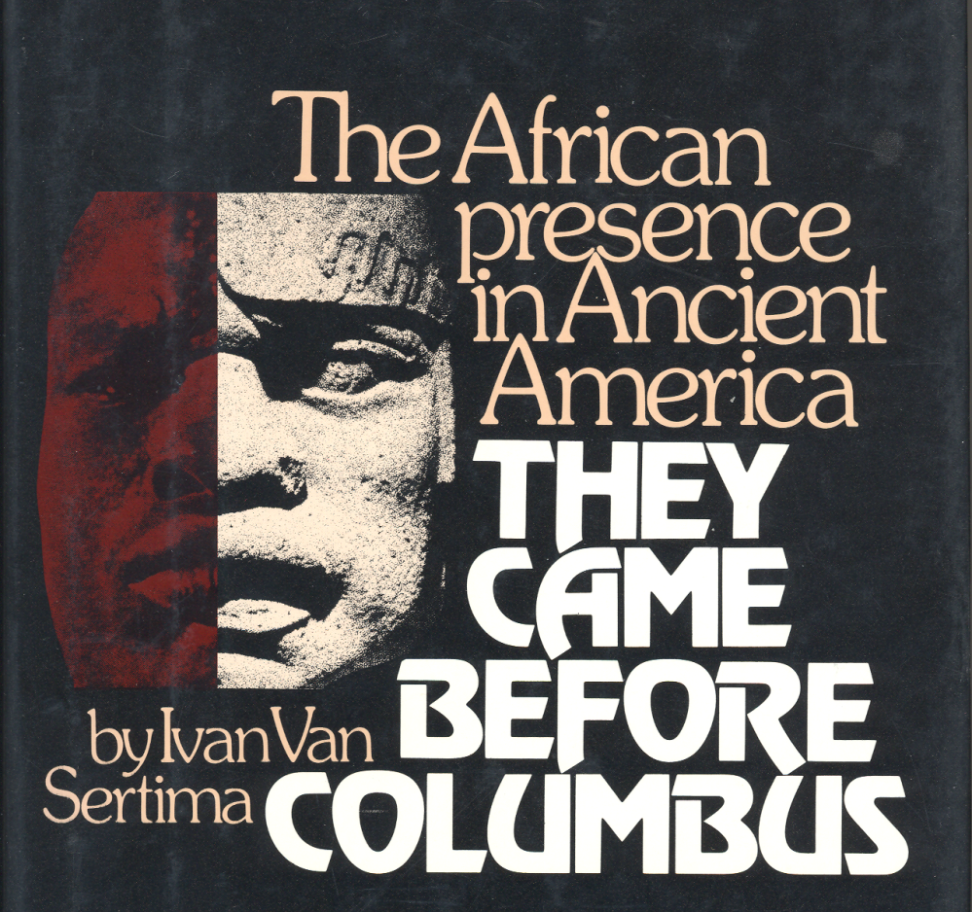 The African
presence
in Ancient
America
THEY
CAME
BEFORE
COLUMBUS
by Ivan Van
Sertima